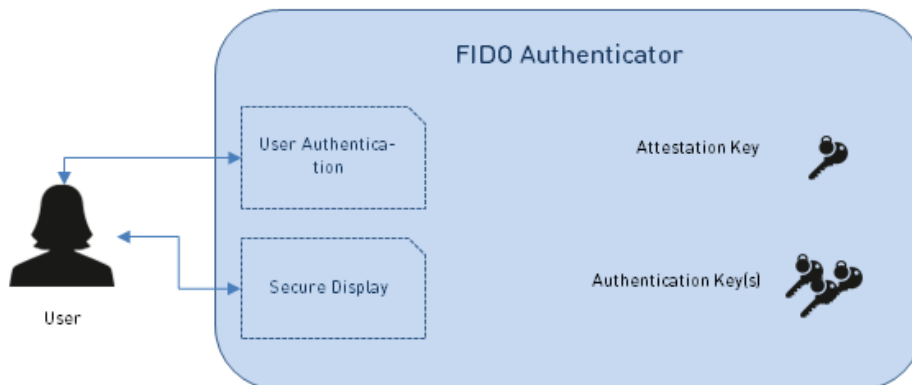 FIDO Authenticator
User Authentica-
tion
Attestation Key
Secure Display
Authentication Key(s)
User